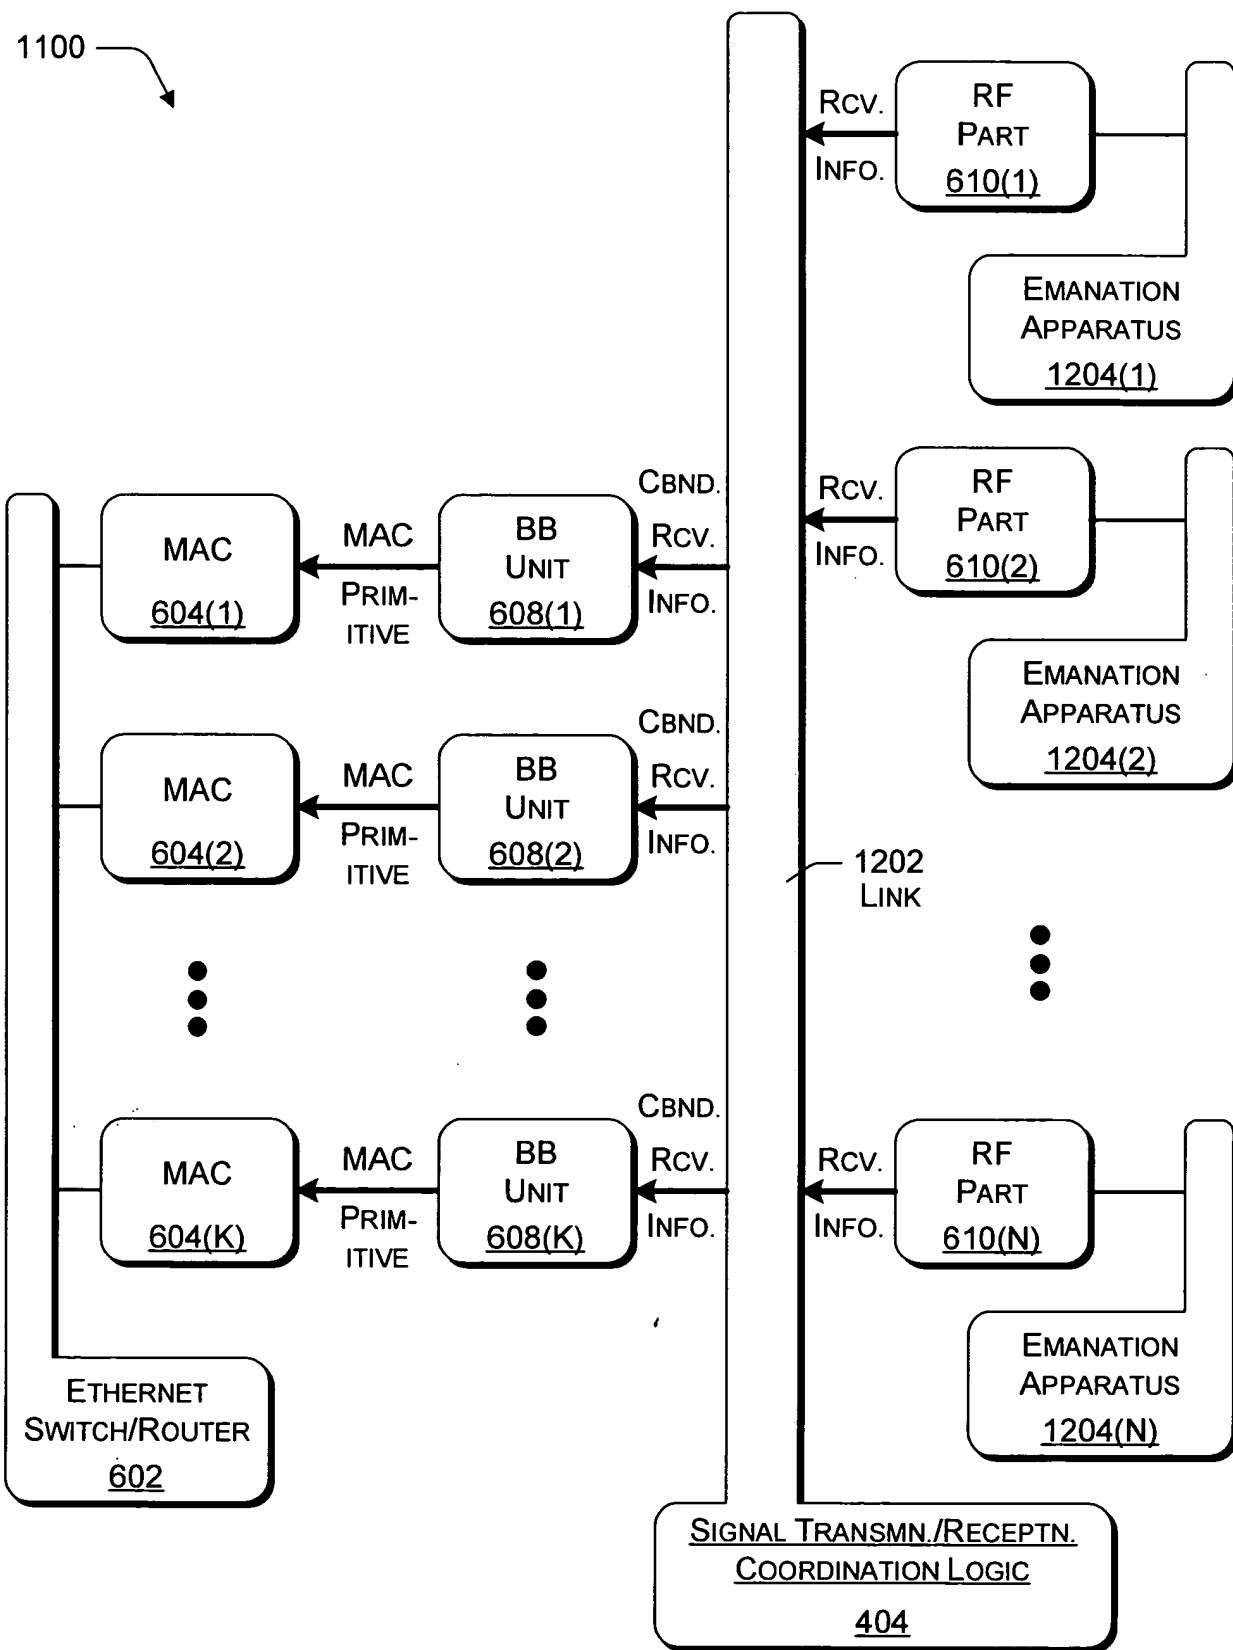 1100
RCV.
INFO.
RF
PART
610(1)
EMANATION
APPARATUS
1204(1)
RCV.
INFO.
RF
PART
610(2)
EMANATION
APPARATUS
1204(2)
MAC
604(1)
MAC
PRIM-
ITIVE
BB
UNIT
608(1)
CBND.
RCV.
INFO.
MAC
604(2)
MAC
PRIM-
ITIVE
BB
UNIT
608(2)
CBND.
RCV.
INFO.
1202
LINK
MAC
604(K)
MAC
PRIM-
ITIVE
BB
UNIT
608(K)
CBND.
RCV.
INFO.
RCV.
INFO.
RF
PART
610(N)
EMANATION
APPARATUS
1204(N)
ETHERNET
SWITCH/ROUTER
602
SIGNAL TRANSMN./RECEPTN.
COORDINATION LOGIC
404